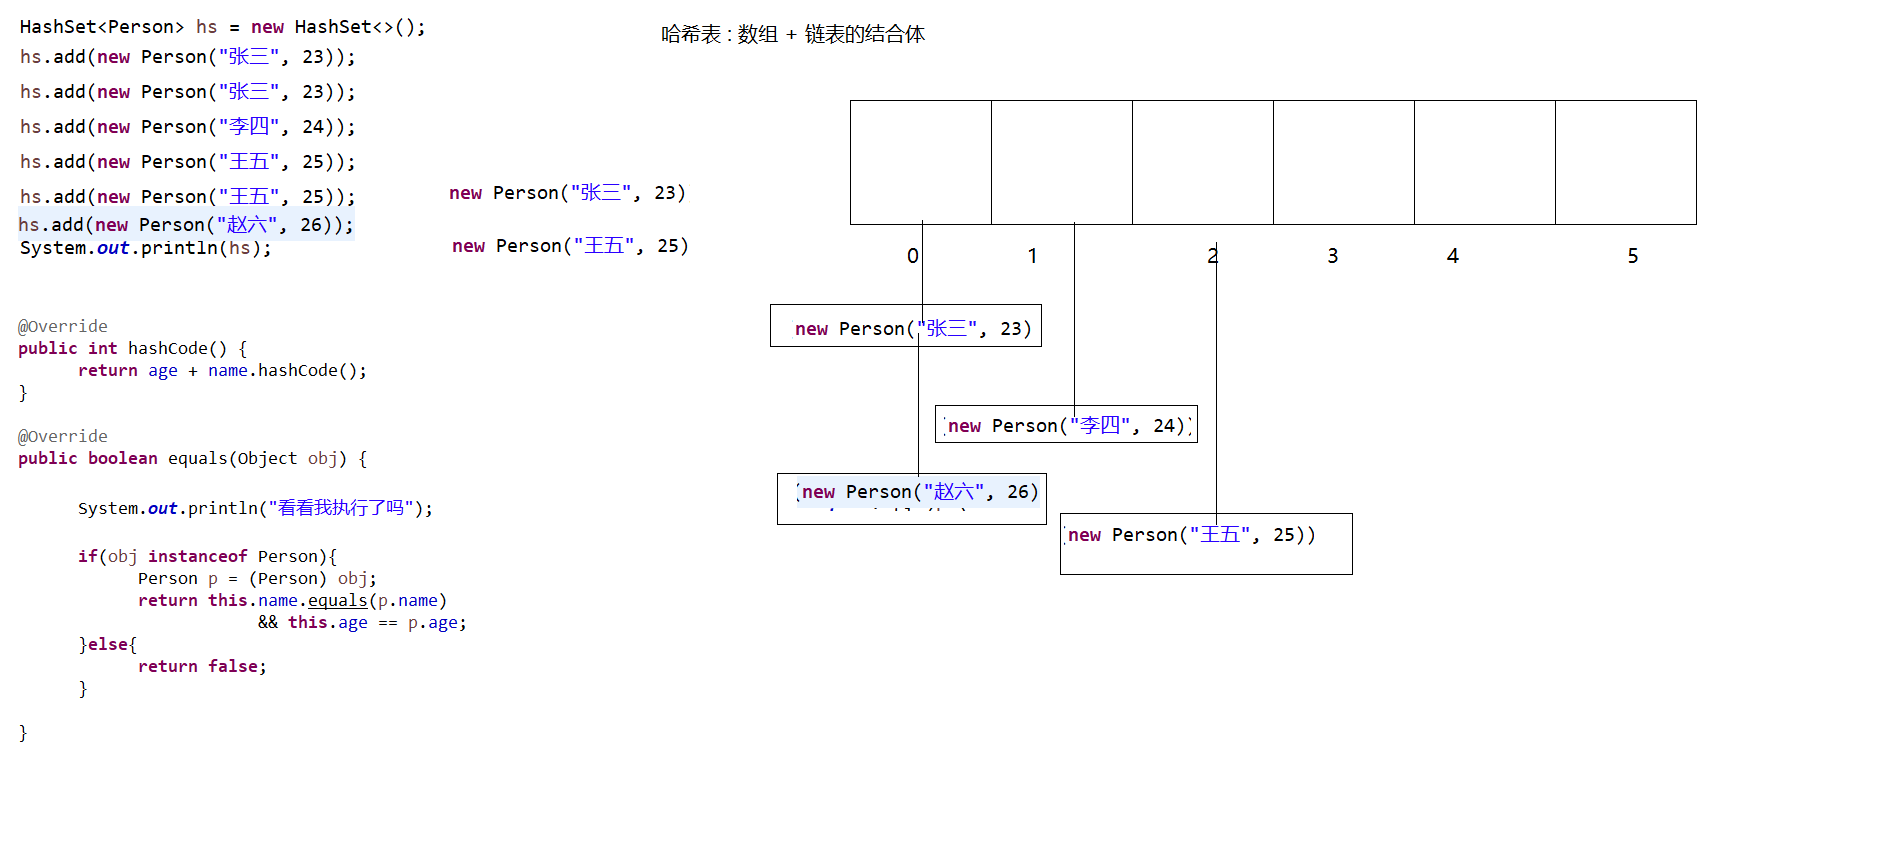 HashSet<Person> hs = new HashSet<>();
hs.add(new Person("张三", 23));
hs.add(new Person("张三", 23));
hs.add(new Person("李四", 24));
hs.add(new Person("王五", 25));
hs.add(new Person("王五", 25));
hs.add(new Person("赵六", 26));
System.out.println(hs);
new Person("张三", 23)
new Person("王五", 25)
@Override
public int hashCode() {
return age + name.hashCode();
}
@Override
public boolean equals(Object obj) {
System.out.println("看看我执行了吗");
if(obj instanceof Person){
Person p = (Person) obj;
return this.name.equals(p.name)
&& this.age == p.age;
}else{
return false;
}
}
哈希表 : 数组 + 链表的结合体
0 1 2 3 4 5
new Person("张三", 23)
new Person("李四", 24))
(new Person("赵六", 26)
(new Person("王五", 25))